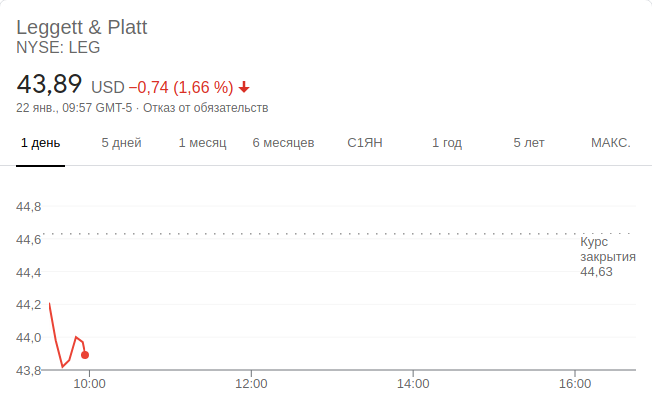 Leggett & Platt
NYSE: LEG
43,89 USD −0,74 (1,66 %)
22 янв., 09:57 GMT-5 · Отказ от обязательств
1 день 5 дней 1 месяц 6 месяцев С1ЯН 1 год 5 лет МАКС.
44,8
44,6
Курс
закрытия
44,63
44,4
44,2
44,0
43,8
10:00 12:00 14:00 16:00